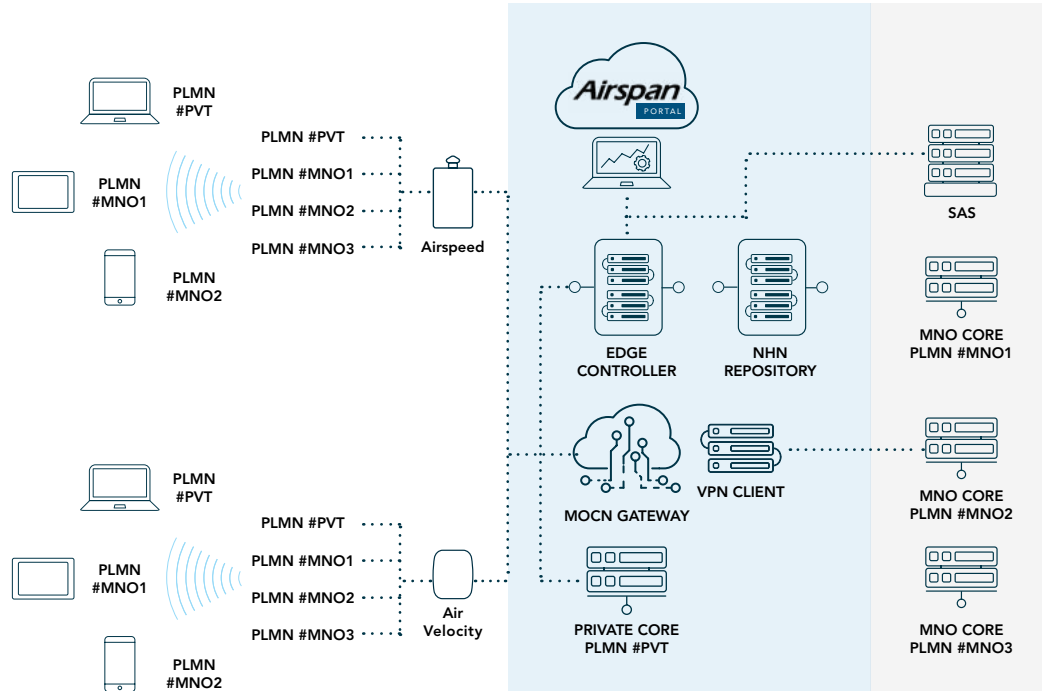 PLMN
#PVT
PLMN
#MNO1
PLMN
#MNO2
PLMN #PVT
PLMN #MNO1
PLMN #MNO2
PLMN #MNO3
Airspeed
PLMN
#PVT
PLMN
#MNO1
PLMN
#MNO2
PLMN #PVT
PLMN #MNO1
PLMN #MNO2
PLMN #MNO3
Air
Velocity
Airspan
PORTAL
EDGE
CONTROLLER
NHN
REPOSITORY
MOCN GATEWAY
VPN CLIENT
PRIVATE CORE
PLMN #PVT
SAS
MNO CORE
PLMN #MNO1
MNO CORE
PLMN #MNO2
MNO CORE
PLMN #MNO3